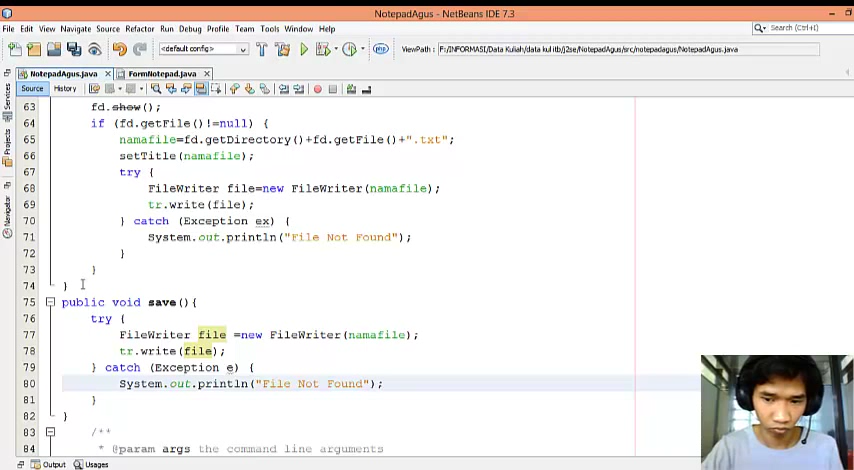 NotepadAgus - NetBeans IDE 7.3
File Edit View Navigate Source Refactor Run Debug Profile Team Tools Window Help
Search (Ctrl+I)
<default config>
php
ViewPath : F:/INFORMASI/Data Kuliah/data kul itb/j2se/NotepadAgus/src/notepadagus/NotepadAgus.java
NotepadAgus.java
FormNotepad.java
Source History
Services
Projects
Navigator
63 fd.show();
64 if (fd.getFile()!=null) {
65 namafile=fd.getDirectory()+fd.getFile()+".txt";
66 setTitle(namafile);
67 try {
68 FileWriter file=new FileWriter(namafile);
69 tr.write(file);
70 } catch (Exception ex) {
71 System.out.println("File Not Found");
72 }
73 }
74 }
75 public void save(){
76 try {
77 FileWriter file =new FileWriter(namafile);
78 tr.write(file);
79 } catch (Exception e) {
80 System.out.println("File Not Found");
81 }
82 }
83 /**
84 * @param args the command line arguments
Output Usages